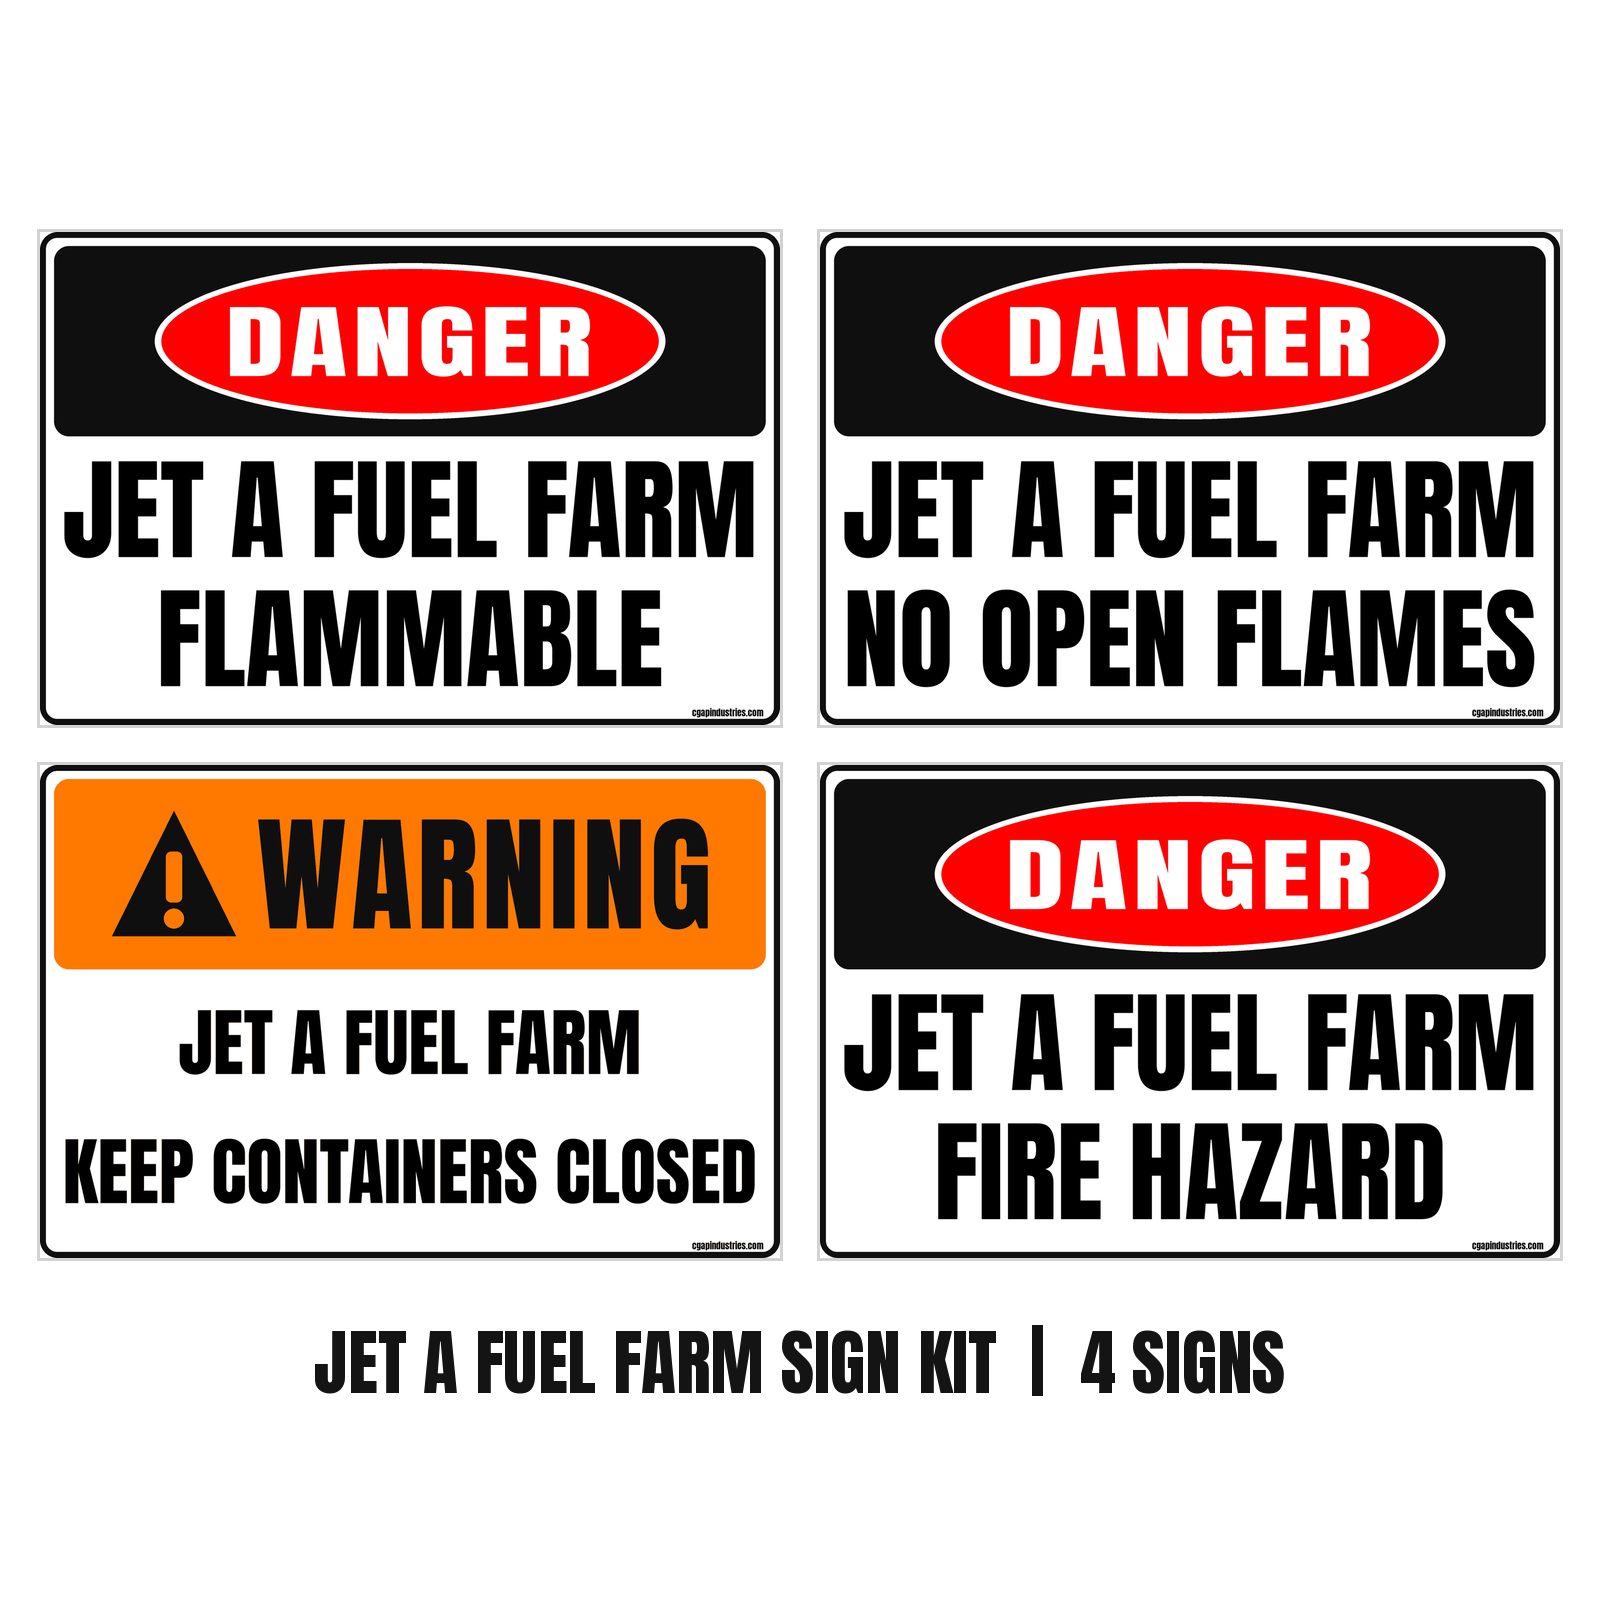 DANGER
JET A FUEL FARM
FLAMMABLE
cgapindustries.com
DANGER
JET A FUEL FARM
NO OPEN FLAMES
cgapindustries.com
WARNING
JET A FUEL FARM
KEEP CONTAINERS CLOSED
cgapindustries.com
DANGER
JET A FUEL FARM
FIRE HAZARD
cgapindustries.com
JET A FUEL FARM SIGN KIT | 4 SIGNS